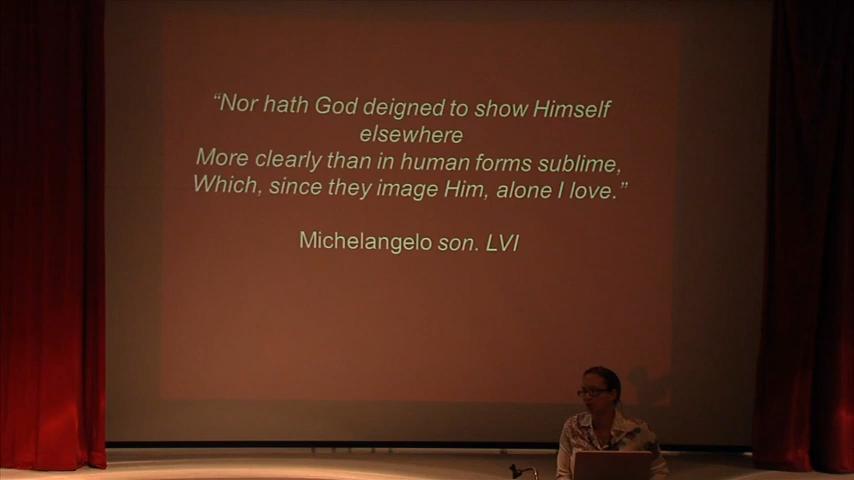 “Nor hath God deigned to show Himself
elsewhere
More clearly than in human forms sublime,
Which, since they image Him, alone I love.”
Michelangelo son. LVI